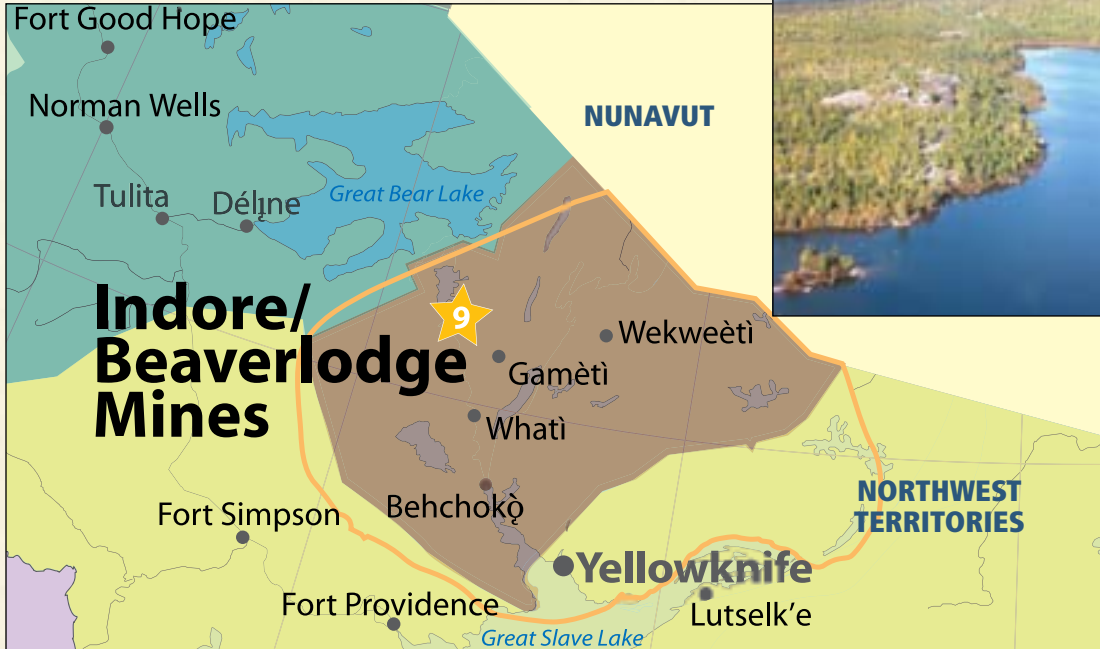 Fort Good Hope
Norman Wells
NUNAVUT
Tulita
Délı̨ne
Great Bear Lake
Indore/
Beaverlodge
Mines
9
Wekweètì
Gamètì
Whatì
Behchokǫ̀
Fort Simpson
NORTHWEST
TERRITORIES
Yellowknife
Fort Providence
Lutselk’e
Great Slave Lake